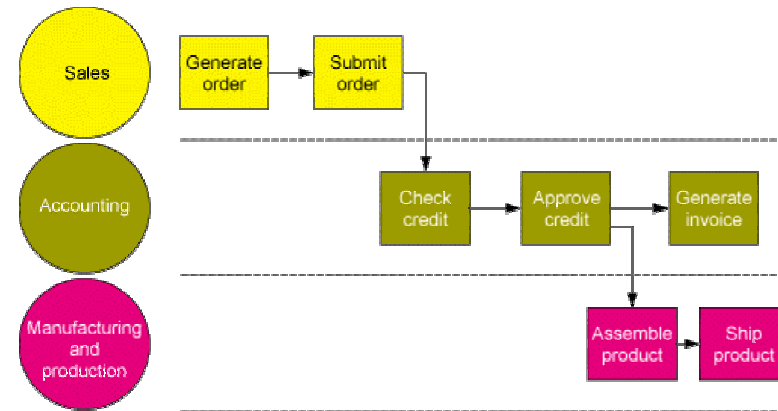 Sales
Generate
order
Submit
order
Accounting
Check
credit
Approve
credit
Generate
invoice
Manufacturing
and
production
Assemble
product
Ship
product